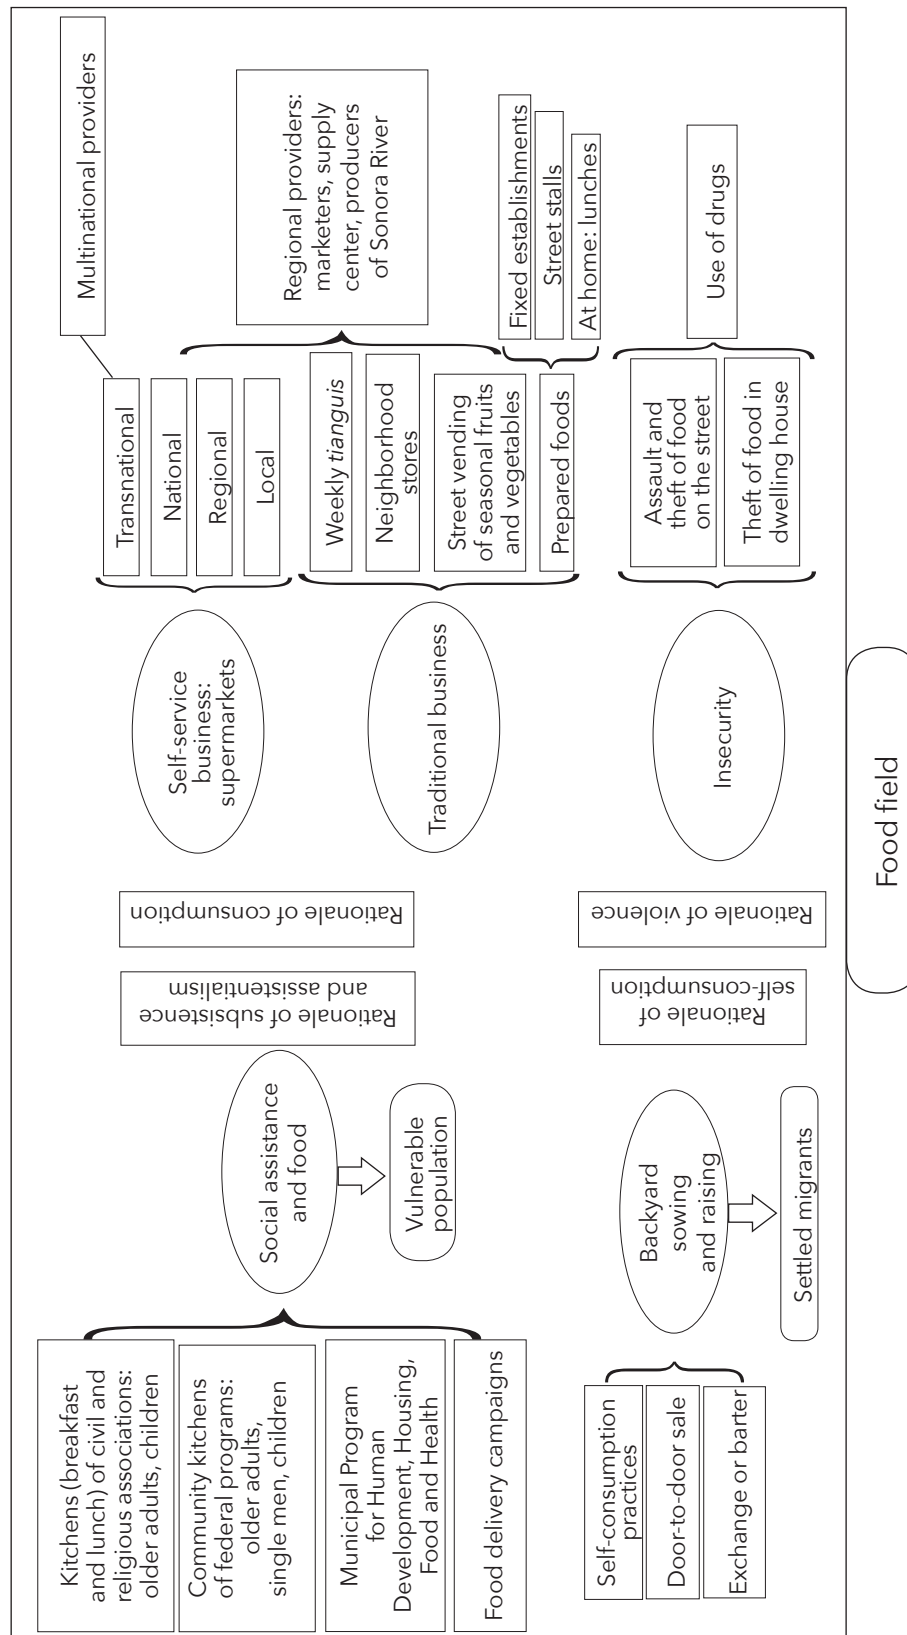 Kitchens (breakfast
and lunch) of civil and
religious associations:
older adults, children
Community kitchens
of federal programs:
older adults,
single men, children
Municipal Program
for Human
Development, Housing,
Food and Health
Food delivery campaigns
Social assistance
and food
Vulnerable
population
Rationale of subsistence
and assistentialism
Rationale of consumption
Self-service
business:
supermarkets
Transnational
National
Regional
Local
Multinational providers
Traditional business
Weekly tianguis
Neighborhood
stores
Street vending
of seasonal fruits
and vegetables
Prepared foods
Regional providers:
marketers, supply
center, producers
of Sonora River
Fixed establishments
Street stalls
At home: lunches
Self-consumption
practices
Door-to-door sale
Exchange or barter
Backyard
sowing
and raising
Settled migrants
Rationale of
self-consumption
Rationale of violence
Insecurity
Assault and
theft of food
on the street
Theft of food in
dwelling house
Use of drugs
Food field